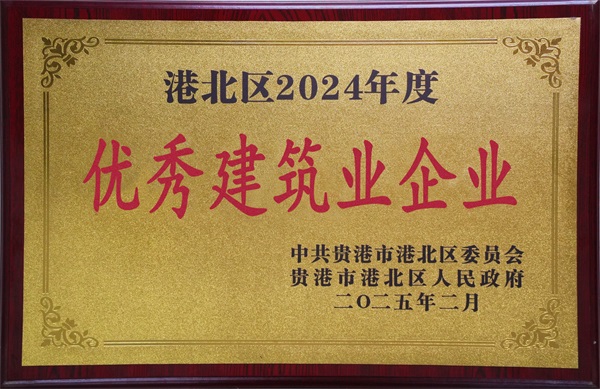 港北区2024年度
优秀建筑业企业
中共贵港市港北区委员会
贵港市港北区人民政府
二〇二五年二月